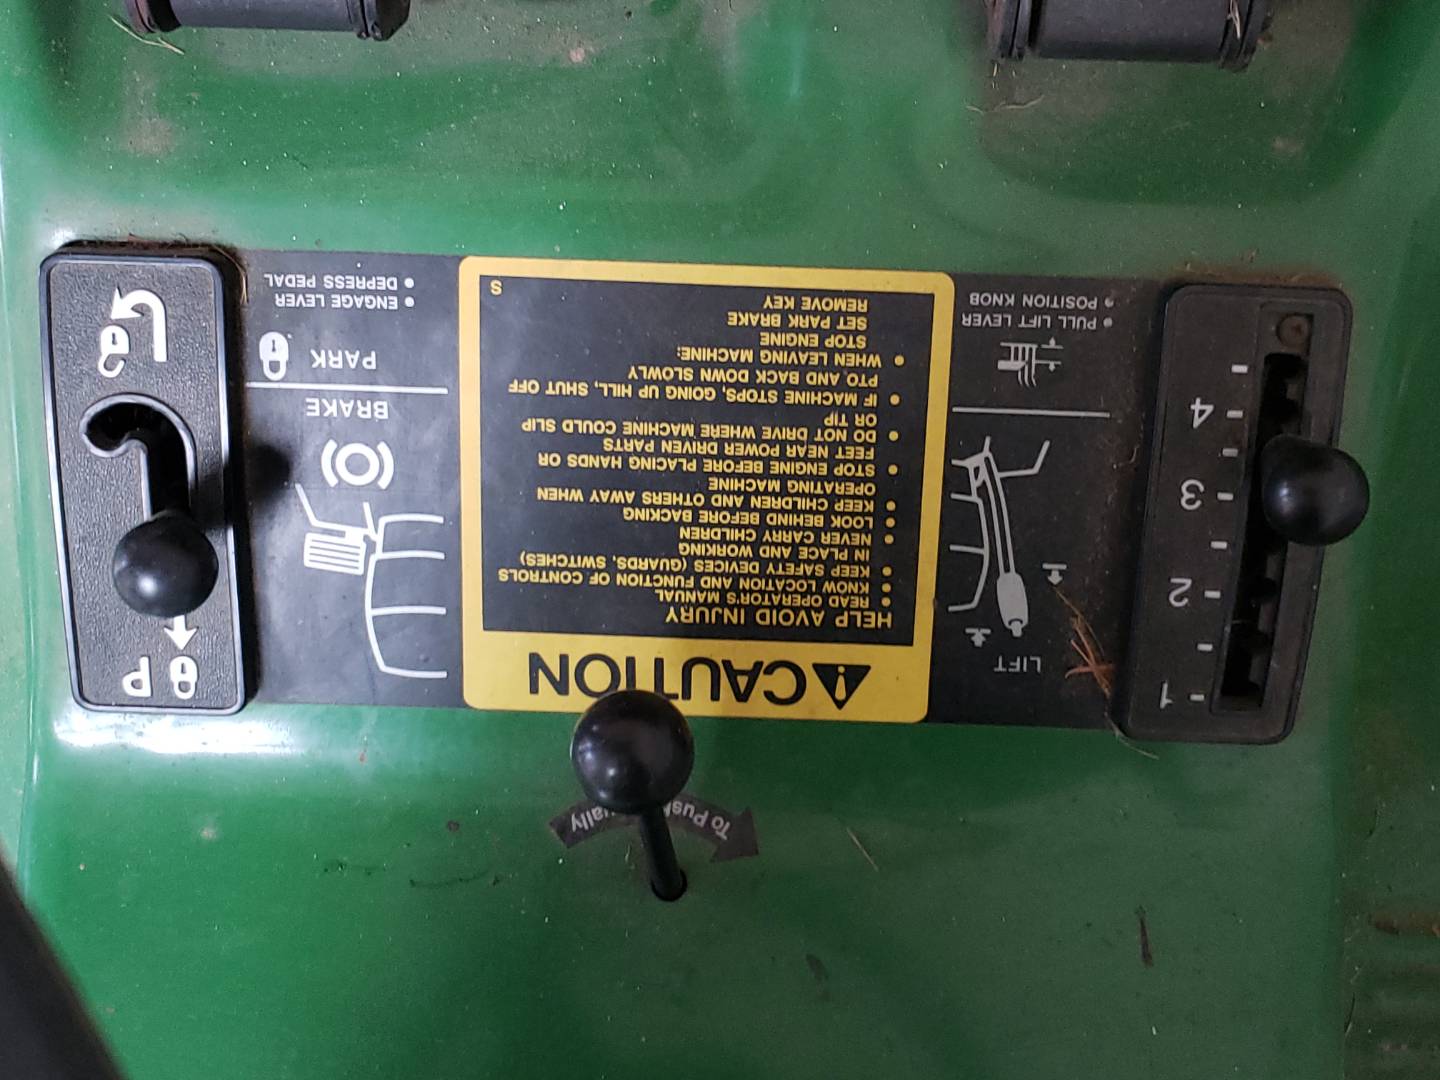 To Push
LIFT
PULL LIFT LEVER
POSITION KNOB
1
2
3
4
CAUTION
HELP AVOID INJURY
• READ OPERATOR'S MANUAL
• KNOW LOCATION AND FUNCTION OF CONTROLS
• KEEP SAFETY DEVICES (GUARDS, SWITCHES)
IN PLACE AND WORKING
• NEVER CARRY CHILDREN
• LOOK BEHIND BEFORE BACKING
• KEEP CHILDREN AND OTHERS AWAY WHEN
OPERATING MACHINE
• STOP ENGINE BEFORE PLACING HANDS OR
FEET NEAR POWER DRIVEN PARTS
• DO NOT DRIVE WHERE MACHINE COULD SLIP
OR TIP
• IF MACHINE STOPS, GOING UP HILL, SHUT OFF
PTO AND BACK DOWN SLOWLY
• WHEN LEAVING MACHINE:
STOP ENGINE
SET PARK BRAKE
REMOVE KEY
S
BRAKE
PARK
• ENGAGE LEVER
• DEPRESS PEDAL
P